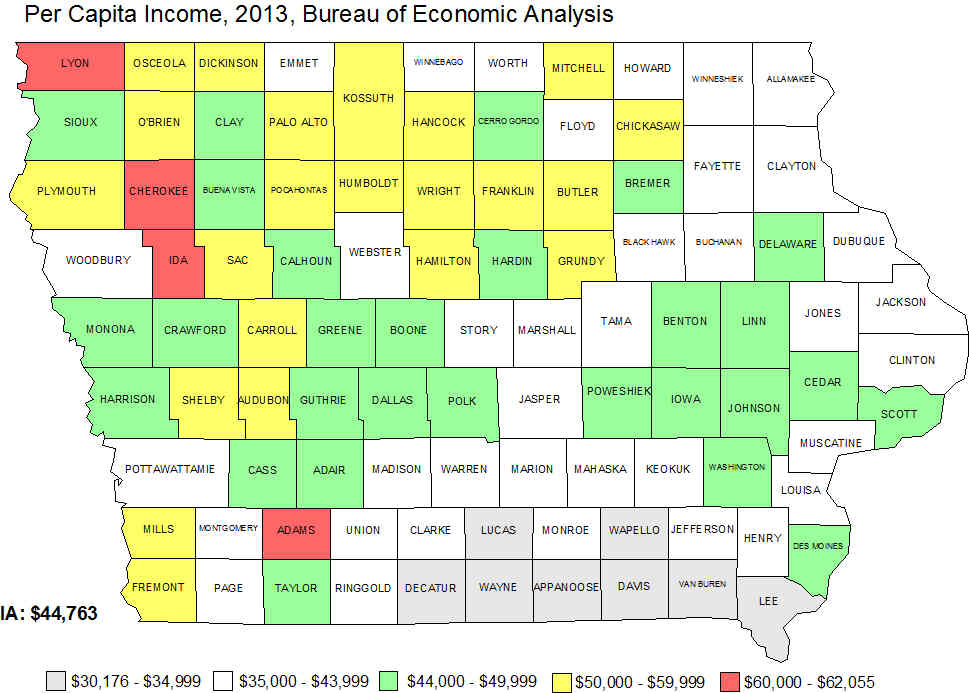 Per Capita Income, 2013, Bureau of Economic Analysis
LYON OSCEOLA DICKINSON EMMET WINNEBAGO WORTH MITCHELL HOWARD WINNESHIEK ALLAMAKEE
KOSSUTH
SIOUX O'BRIEN CLAY PALO ALTO HANCOCK CERRO GORDO FLOYD CHICKASAW
FAYETTE CLAYTON
PLYMOUTH CHEROKEE BUENA VISTA POCAHONTAS HUMBOLDT WRIGHT FRANKLIN BUTLER BREMER
WOODBURY IDA SAC CALHOUN WEBSTER HAMILTON HARDIN GRUNDY BLACK HAWK BUCHANAN DELAWARE DUBUQUE
MONONA CRAWFORD CARROLL GREENE BOONE STORY MARSHALL TAMA BENTON LINN JONES JACKSON
CLINTON
HARRISON SHELBY AUDUBON GUTHRIE DALLAS POLK JASPER POWESHIEK IOWA JOHNSON CEDAR SCOTT
MUSCATINE
POTTAWATTAMIE CASS ADAIR MADISON WARREN MARION MAHASKA KEOKUK WASHINGTON LOUISA
MILLS MONTGOMERY ADAMS UNION CLARKE LUCAS MONROE WAPELLO JEFFERSON HENRY DES MOINES
FREMONT PAGE TAYLOR RINGGOLD DECATUR WAYNE APPANOOSE DAVIS VAN BUREN LEE
IA: $44,763
$30,176 - $34,999 $35,000 - $43,999 $44,000 - $49,999 $50,000 - $59,999 $60,000 - $62,055